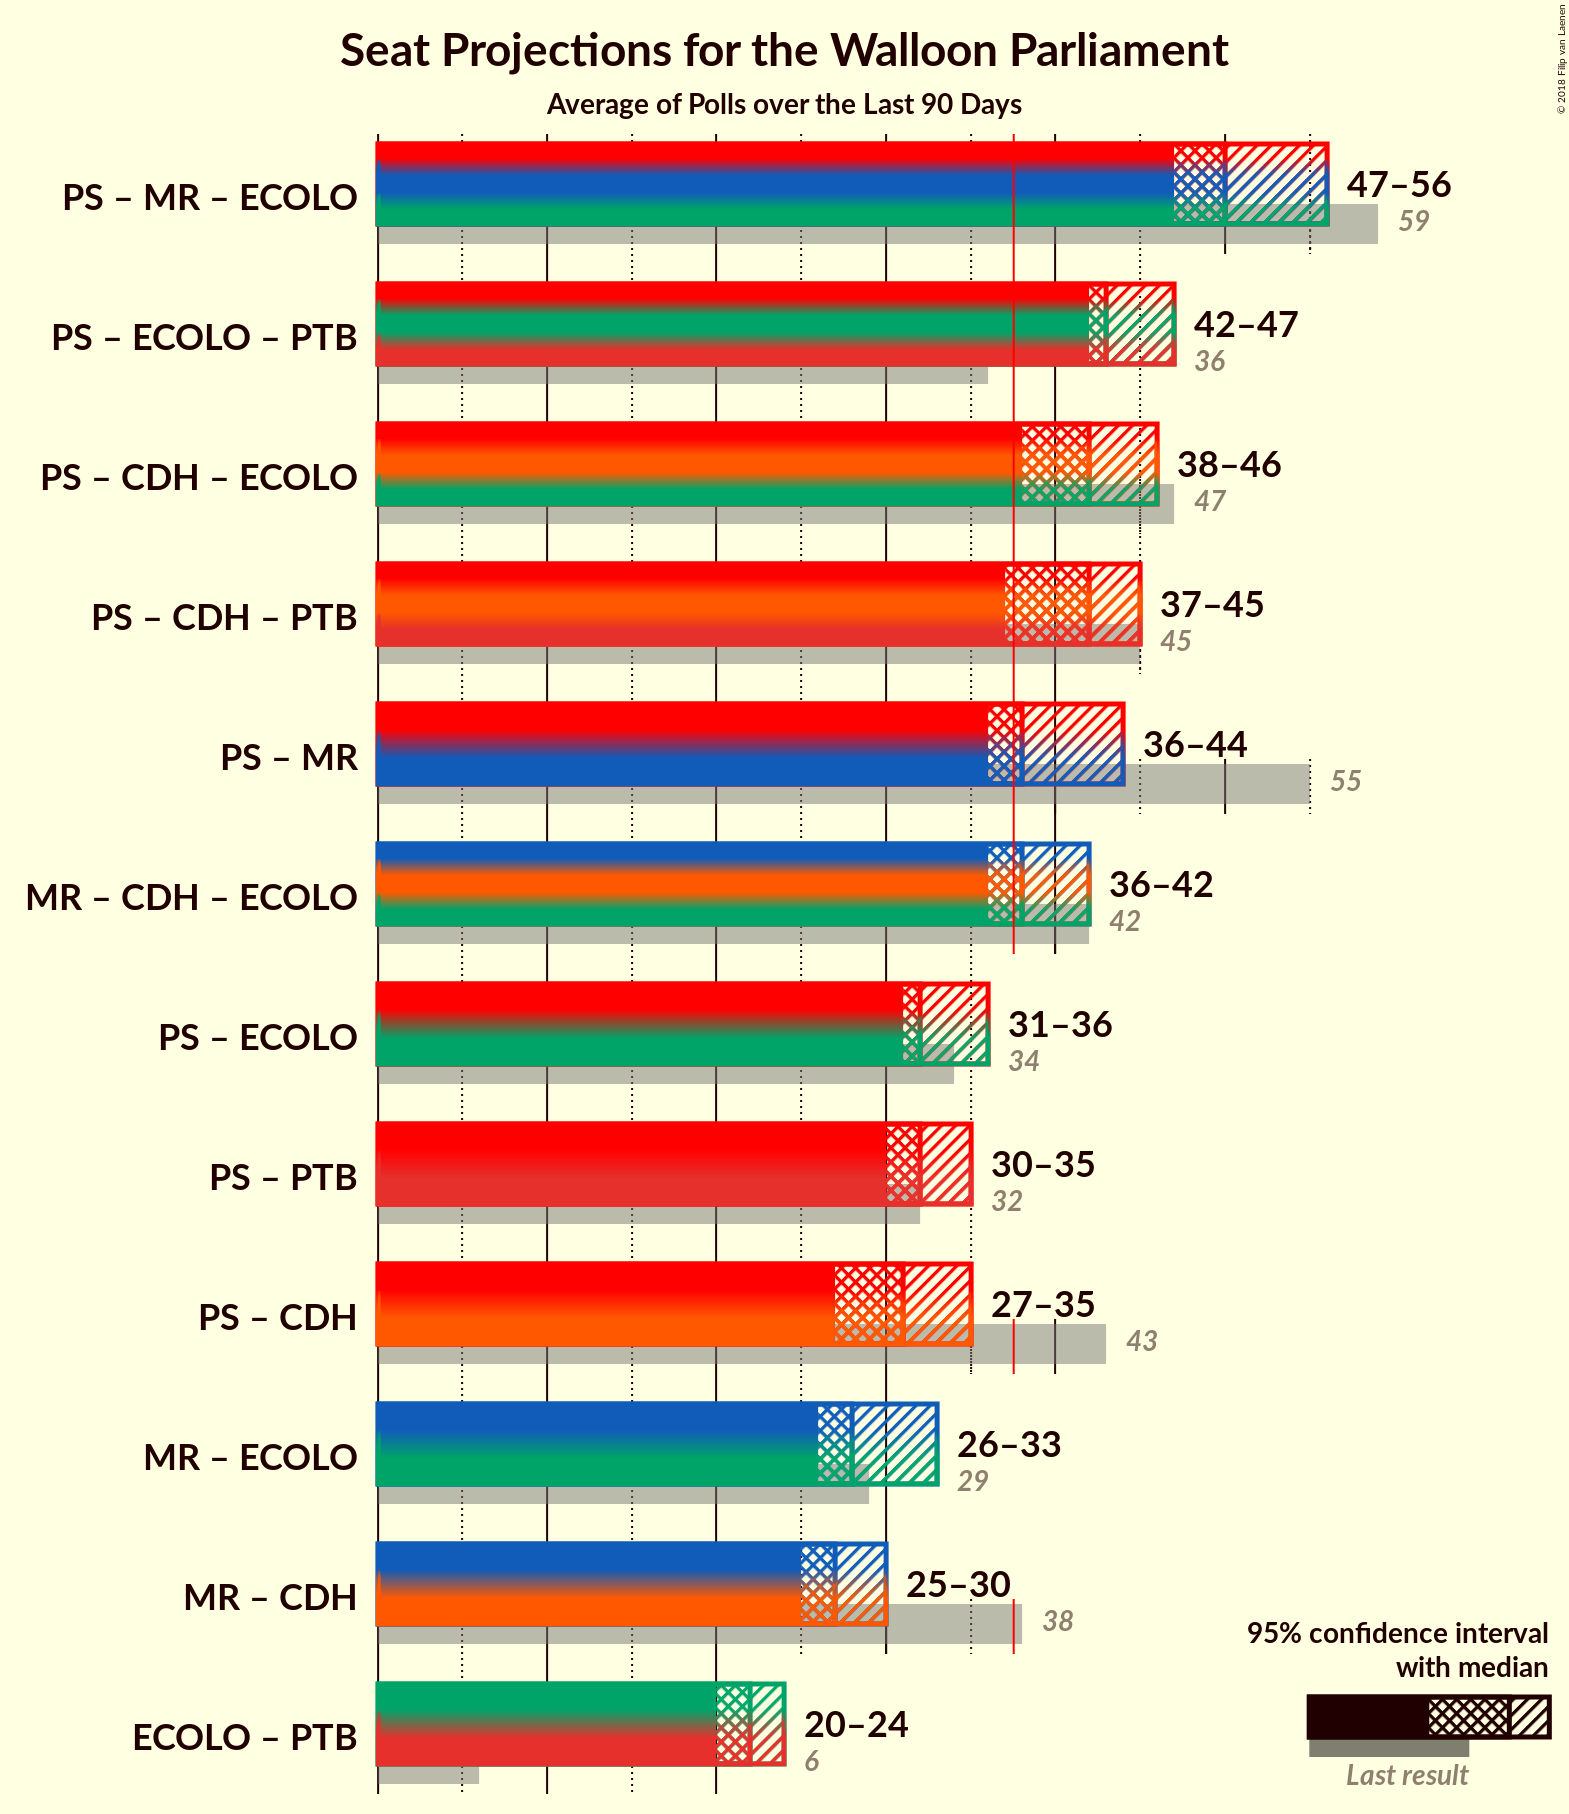 Seat Projections for the Walloon Parliament
Average of Polls over the Last 90 Days
© 2018 Filip van Laenen
PS – MR – ECOLO
47–56
59
PS – ECOLO – PTB
42–47
36
PS – CDH – ECOLO
38–46
47
PS – CDH – PTB
37–45
45
PS – MR
36–44
55
MR – CDH – ECOLO
36–42
42
PS – ECOLO
31–36
34
PS – PTB
30–35
32
PS – CDH
27–35
43
MR – ECOLO
26–33
29
MR – CDH
25–30
38
ECOLO – PTB
20–24
6
95% confidence interval
with median
Last result